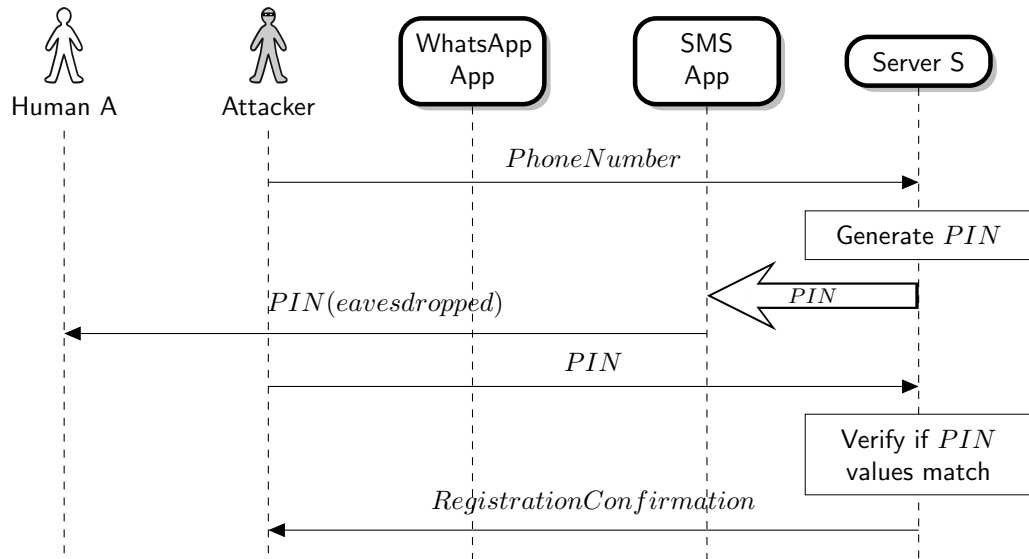 Human A
Attacker
WhatsApp
App
SMS
App
Server S
PhoneNumber
Generate PIN
PIN
PIN(eavesdropped)
PIN
Verify if PIN
values match
RegistrationConfirmation